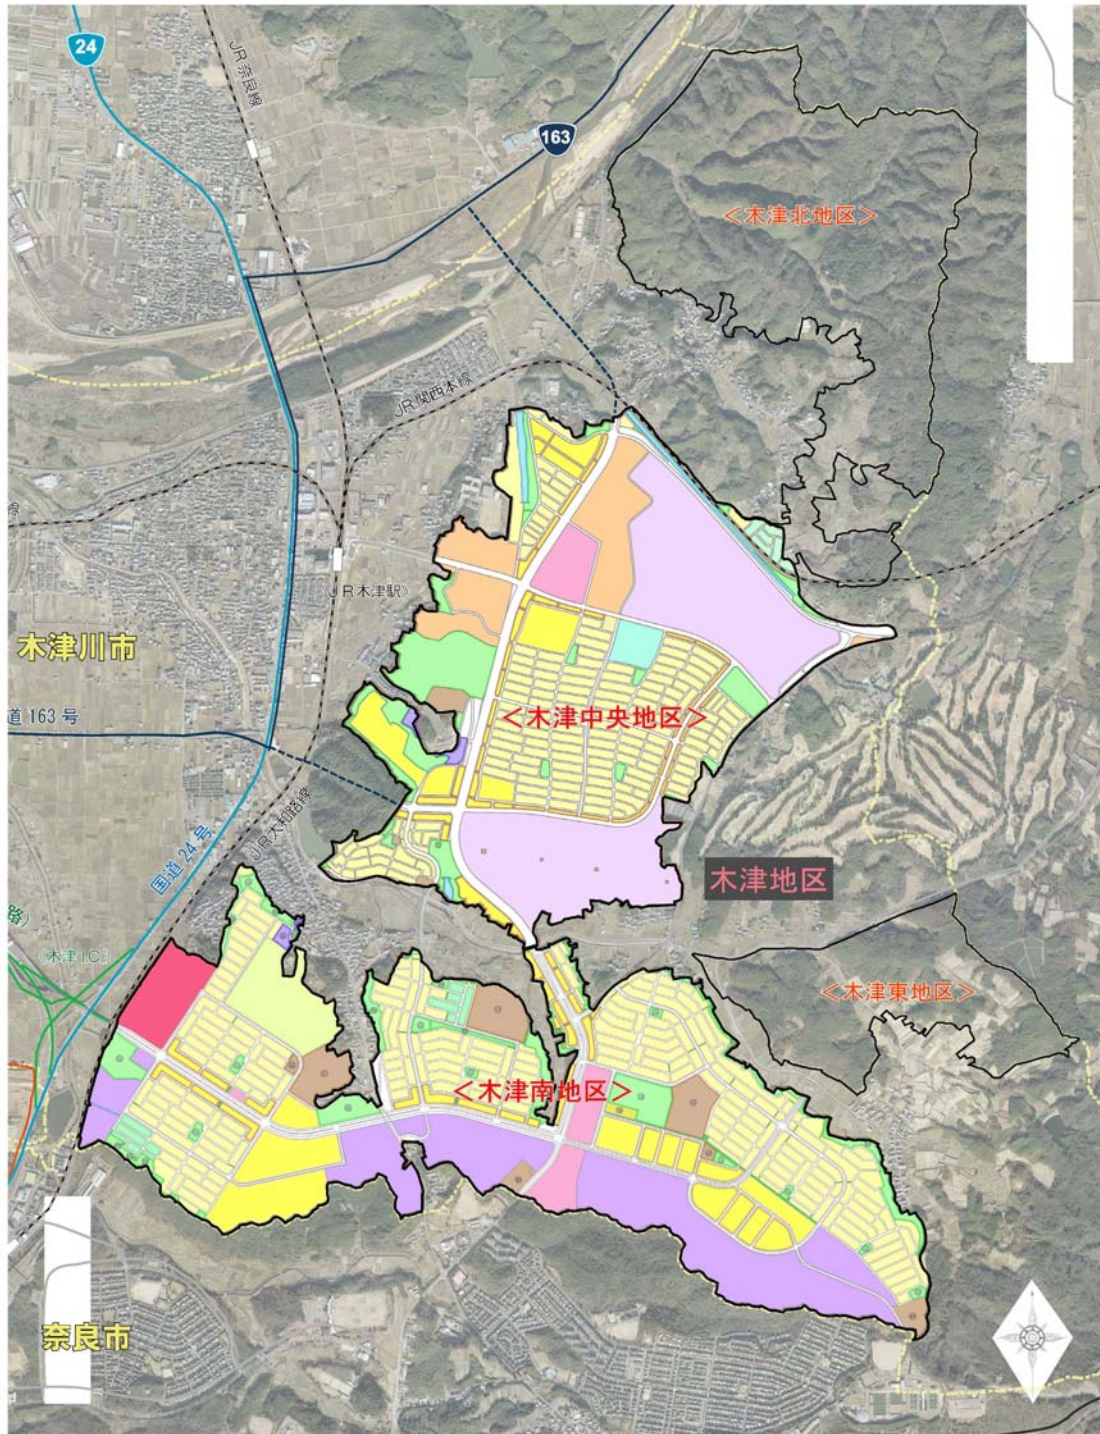 24
JR奈良線
163
<木津北地区>
JR関西本線
線
《JR木津駅》
木津川市
道163号
<木津中央地区>
JR大和路線
国道24号
木津地区
路）
《木津I.C》
<木津東地区>
<木津南地区>
奈良市